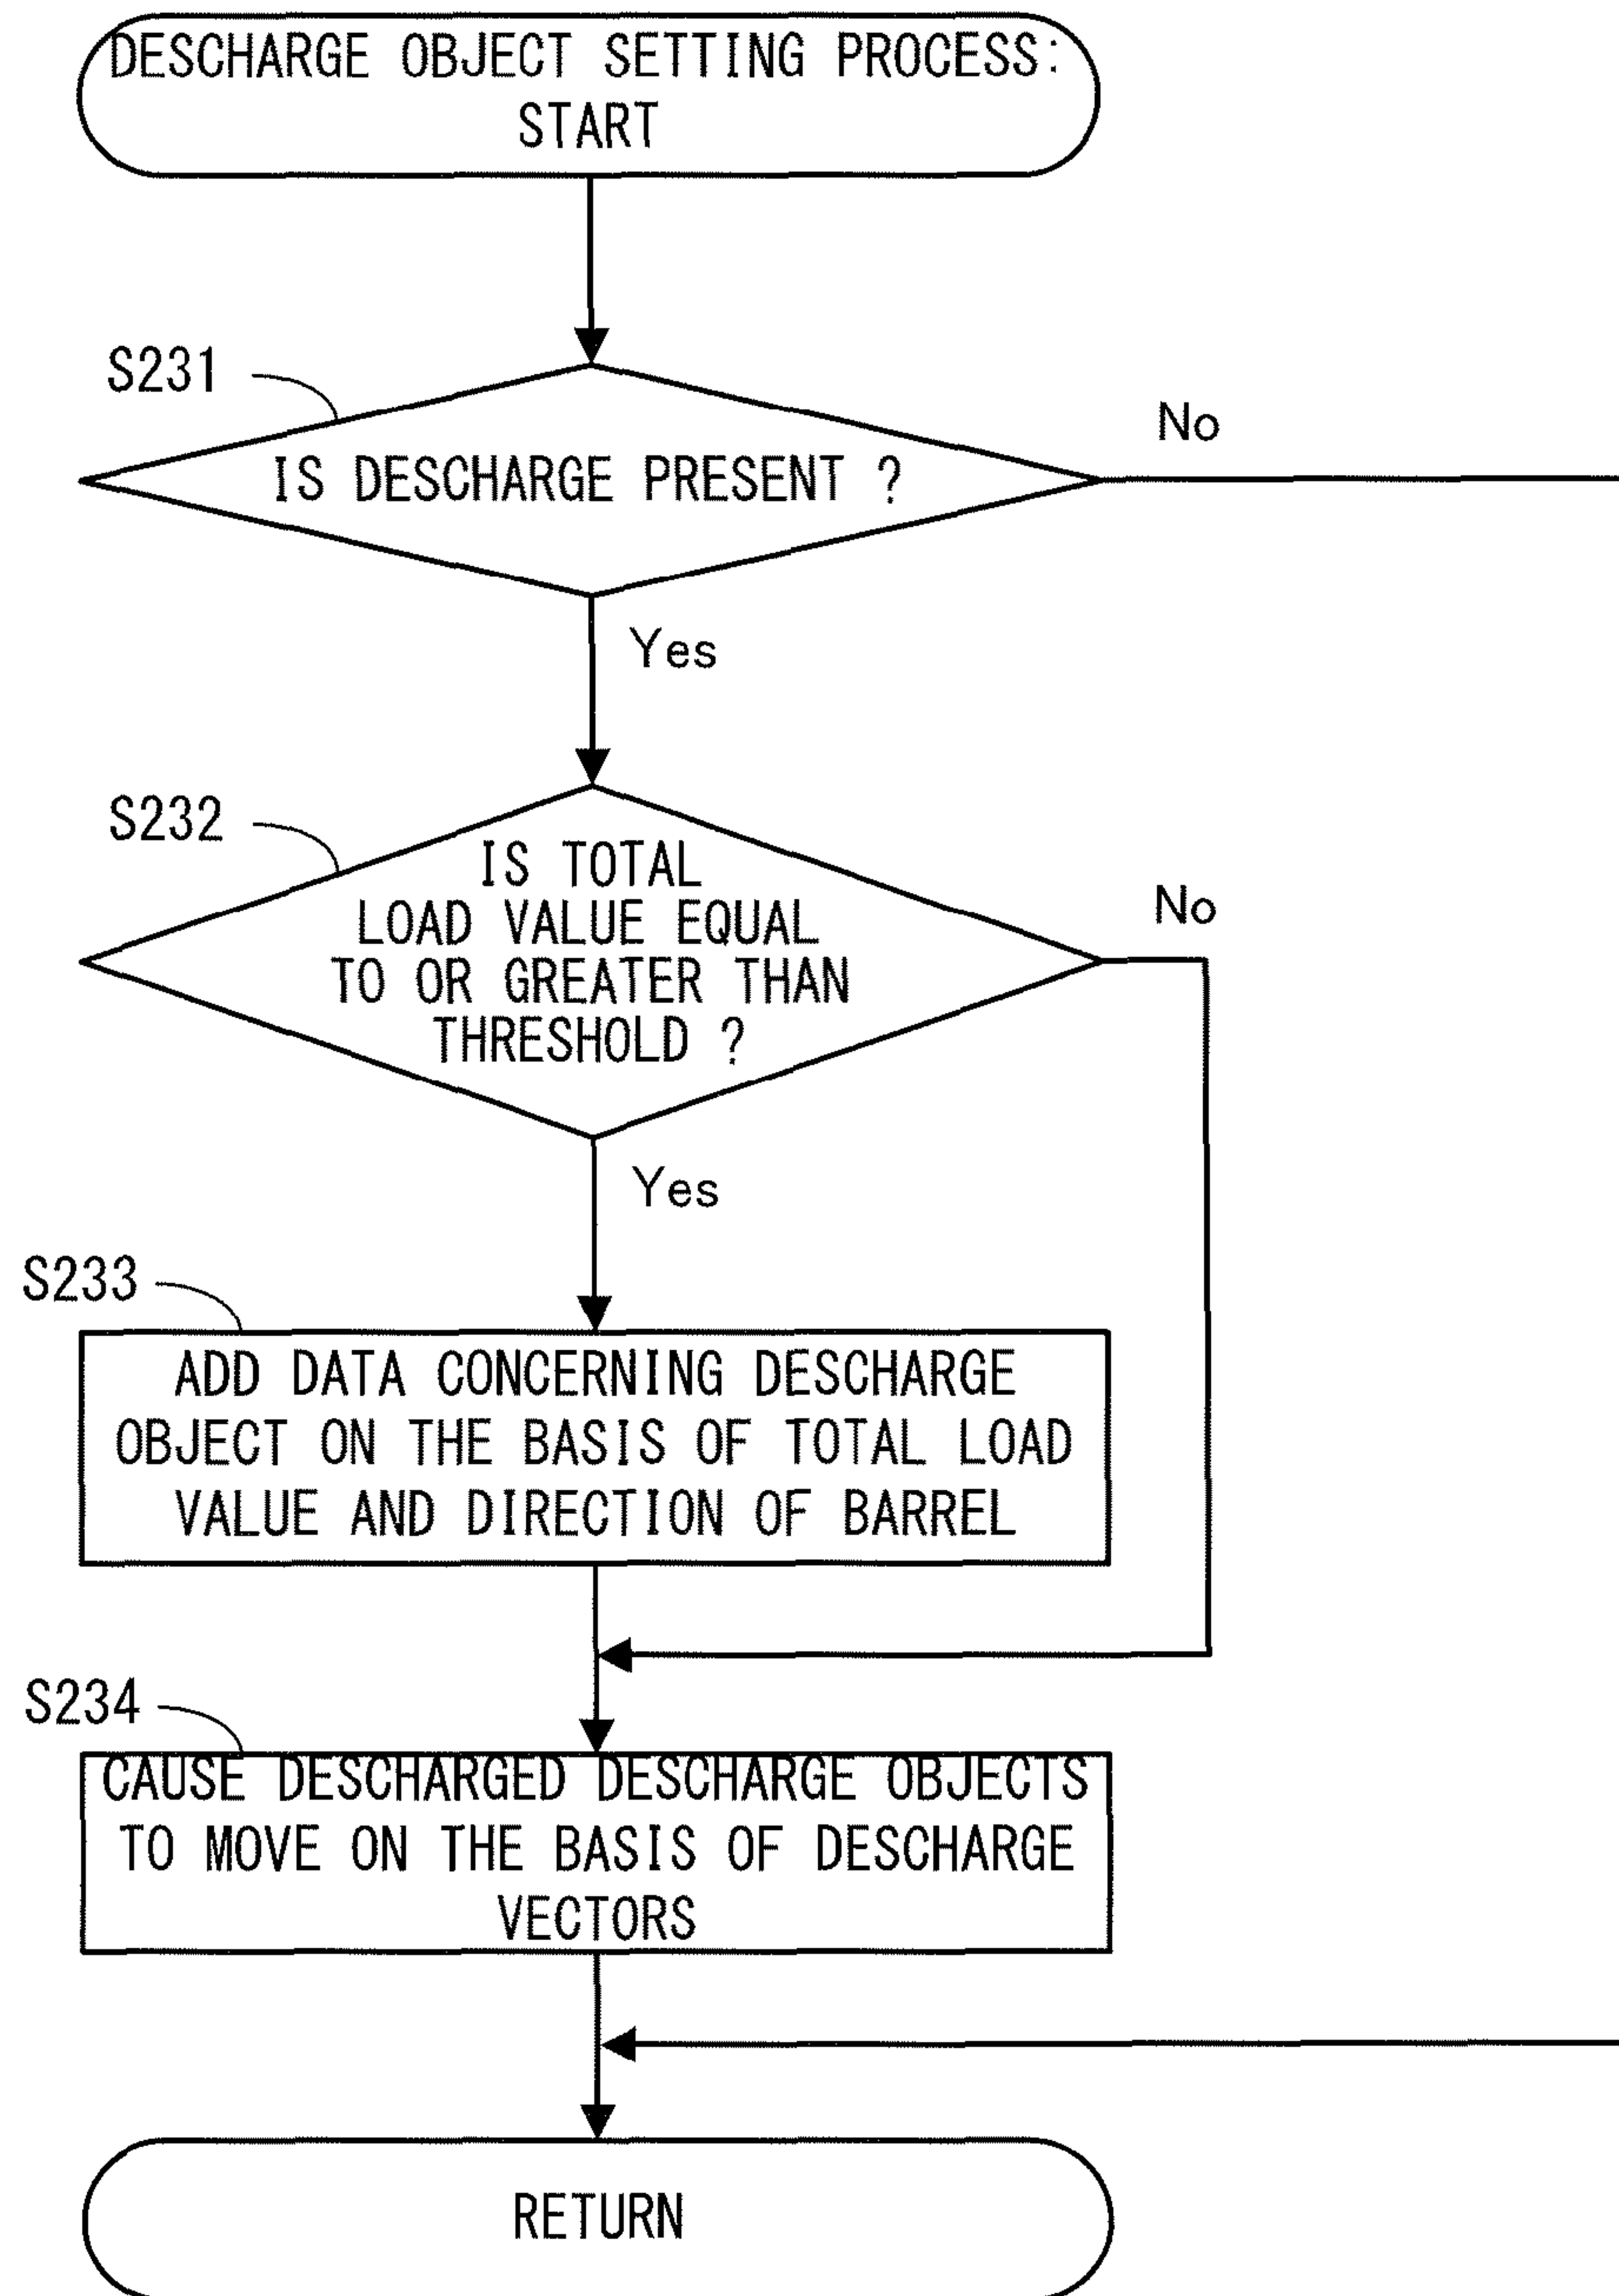 DESCHARGE OBJECT SETTING PROCESS:
START
S231
No
IS DESCHARGE PRESENT ?
Yes
S232
IS TOTAL
No
LOAD VALUE EQUAL
TO OR GREATER THAN
THRESHOLD ?
Yes
S233
ADD DATA CONCERNING DESCHARGE
OBJECT ON THE BASIS OF TOTAL LOAD
VALUE AND DIRECTION OF BARREL
S234
CAUSE DESCHARGED DESCHARGE OBJECTS
TO MOVE ON THE BASIS OF DESCHARGE
VECTORS
RETURN